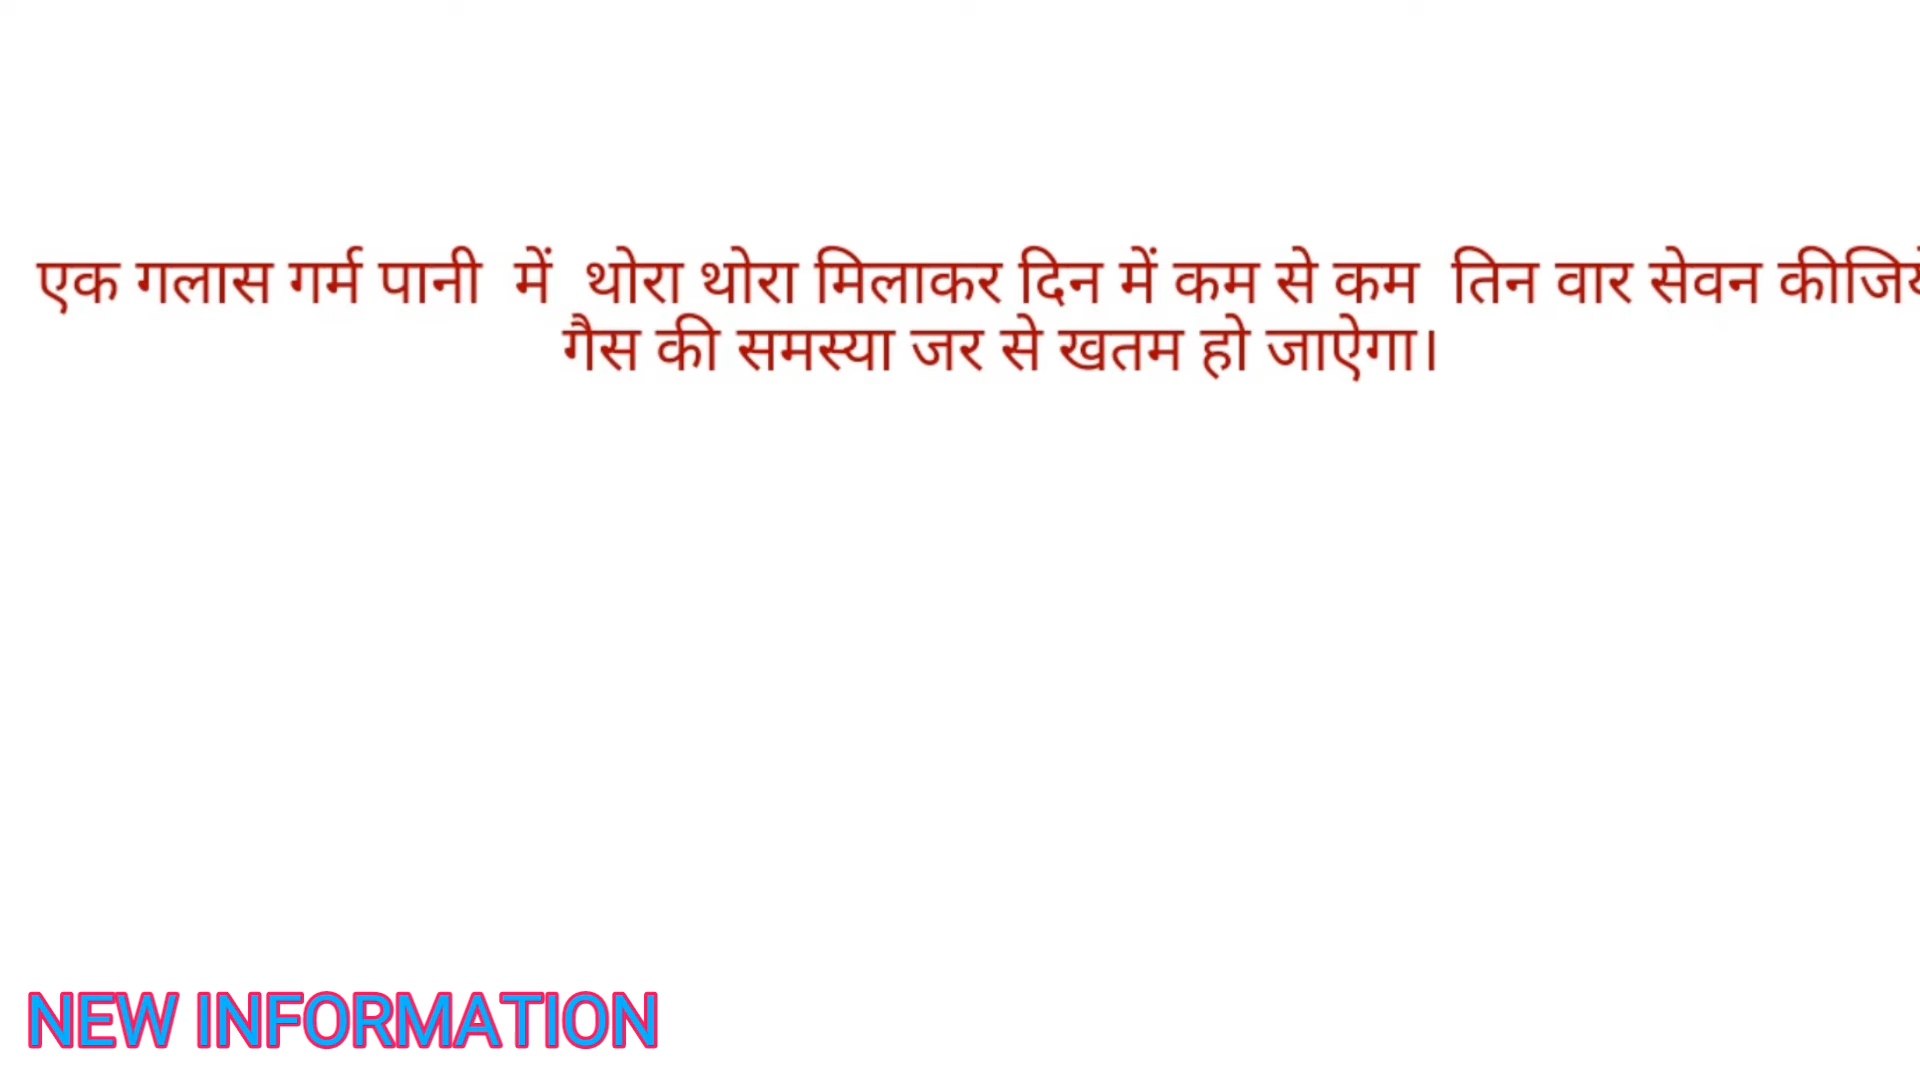 एक गलास गर्म पानी में थोरा थोरा मिलाकर दिन में कम से कम तिन वार सेवन कीजिये
गैस की समस्या जर से खतम हो जाऐगा।
NEW INFORMATION